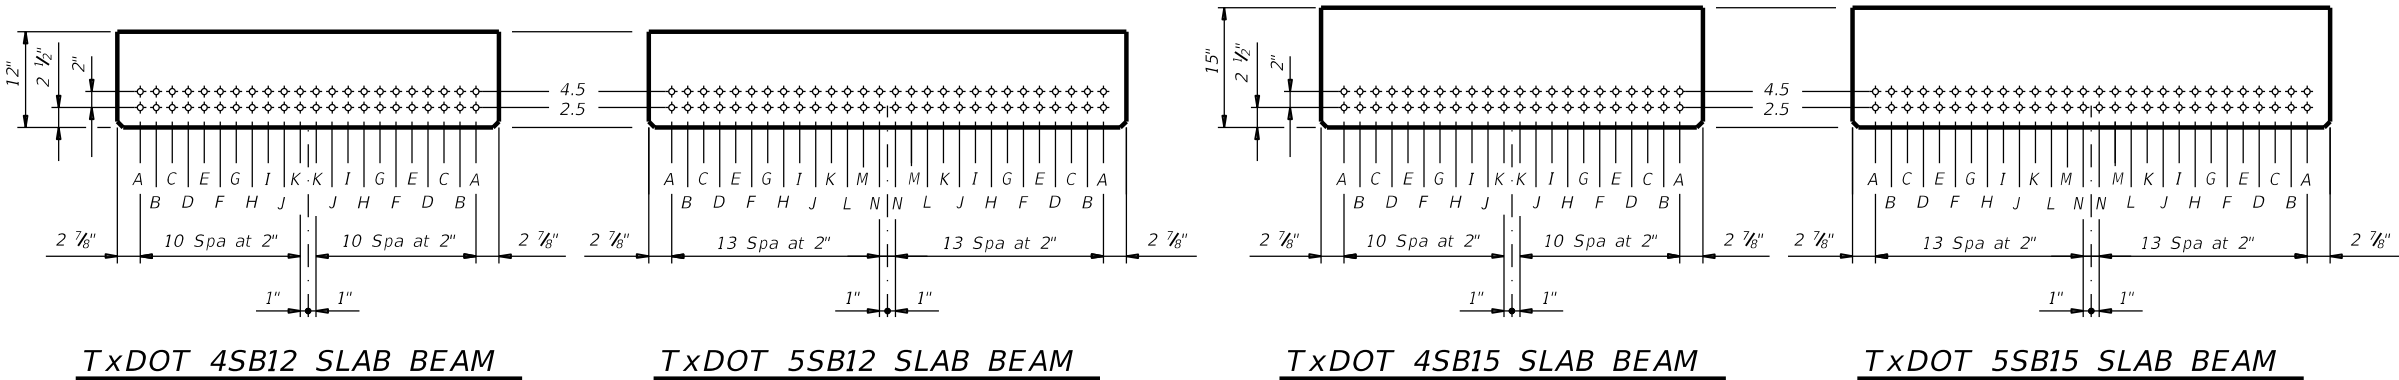 12" 2 ½" 2" 4.5 2.5
A C E G I K K I G E C A
B D F H J J H F D B
2 ⅞" 10 Spa at 2" 10 Spa at 2" 2 ⅞"
1" 1"
TxDOT 4SB12 SLAB BEAM
A C E G I K M M K I G E C A
B D F H J L N N L J H F D B
2 ⅞" 13 Spa at 2" 13 Spa at 2" 2 ⅞"
1" 1"
TxDOT 5SB12 SLAB BEAM
15" 2 ½" 2" 4.5 2.5
A C E G I K K I G E C A
B D F H J J H F D B
2 ⅞" 10 Spa at 2" 10 Spa at 2" 2 ⅞"
1" 1"
TxDOT 4SB15 SLAB BEAM
A C E G I K M M K I G E C A
B D F H J L N N L J H F D B
2 ⅞" 13 Spa at 2" 13 Spa at 2" 2 ⅞"
1" 1"
TxDOT 5SB15 SLAB BEAM